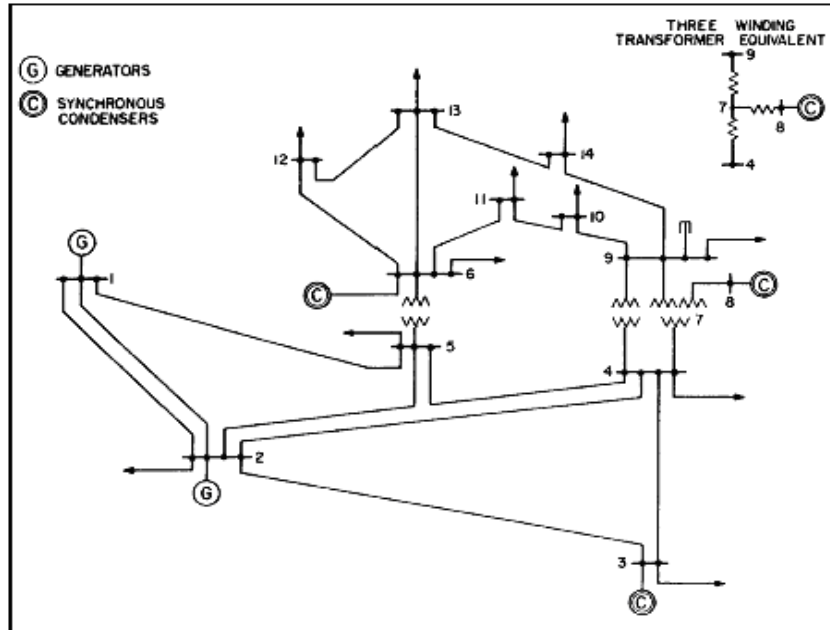 THREE WINDING
TRANSFORMER EQUIVALENT
G GENERATORS
C SYNCHRONOUS
CONDENSERS
9
7
C
8
4
13
12
14
11
10
G
1
6
9
C
8
C
7
5
4
2
G
3
C